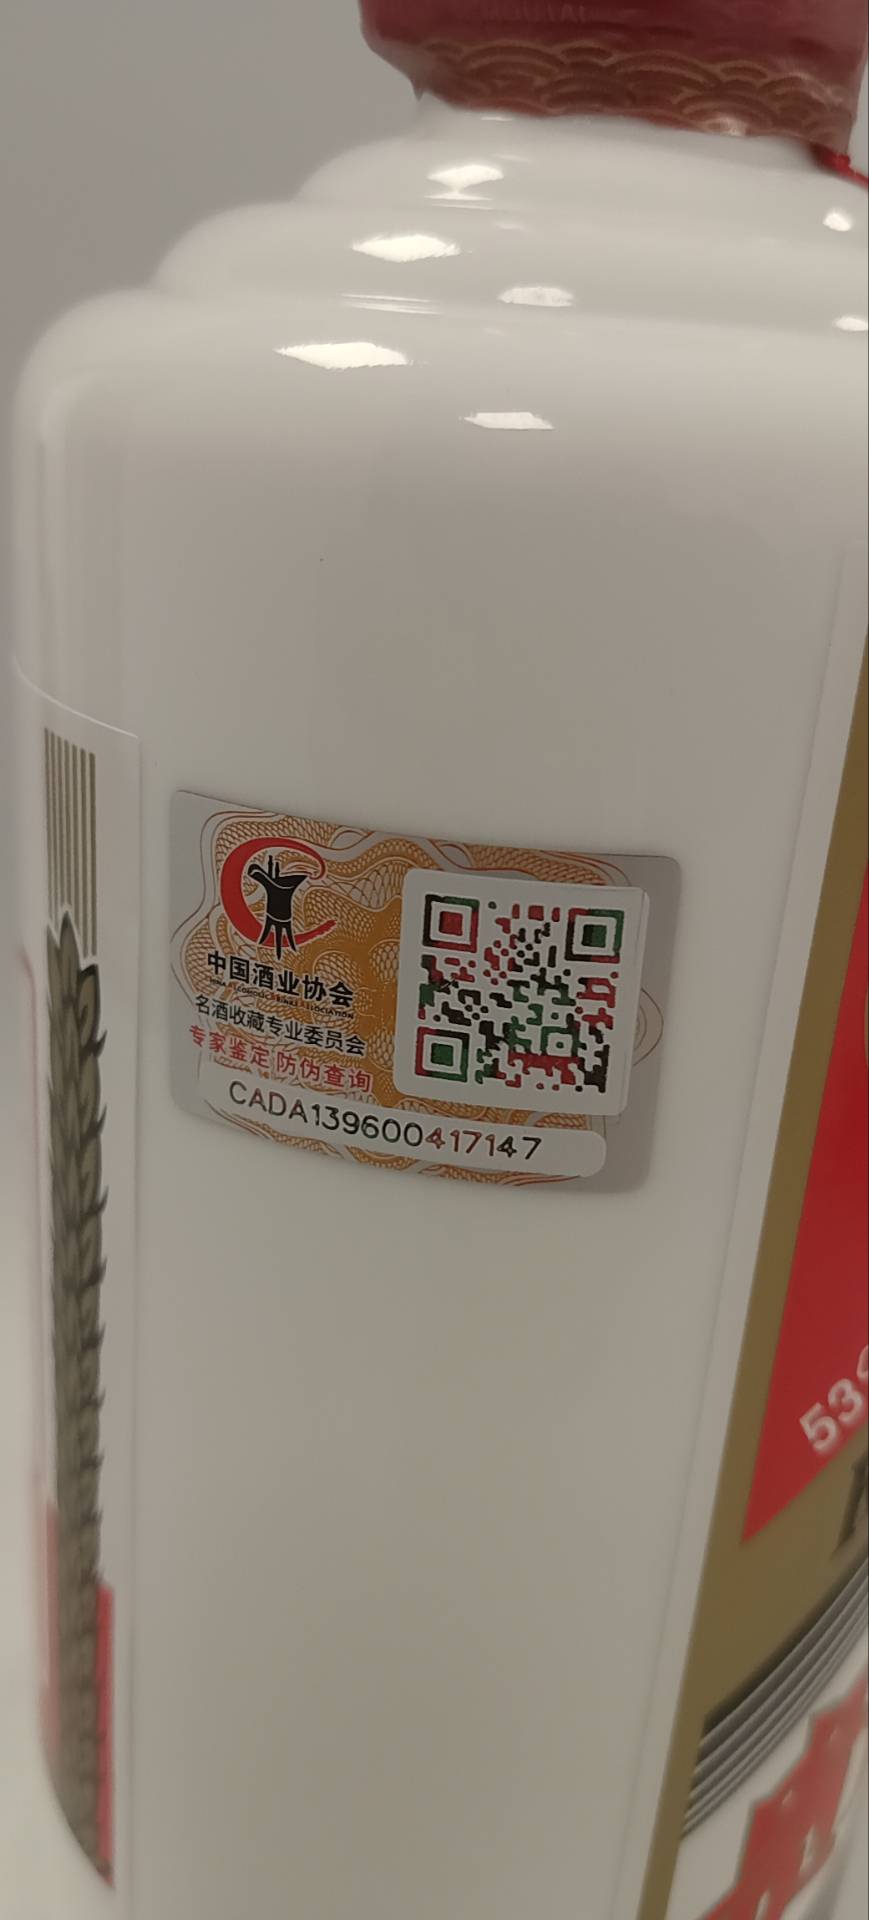 中国酒业协会
名酒收藏专业委员会
专家鉴定 防伪查询
CADA139600417147
53